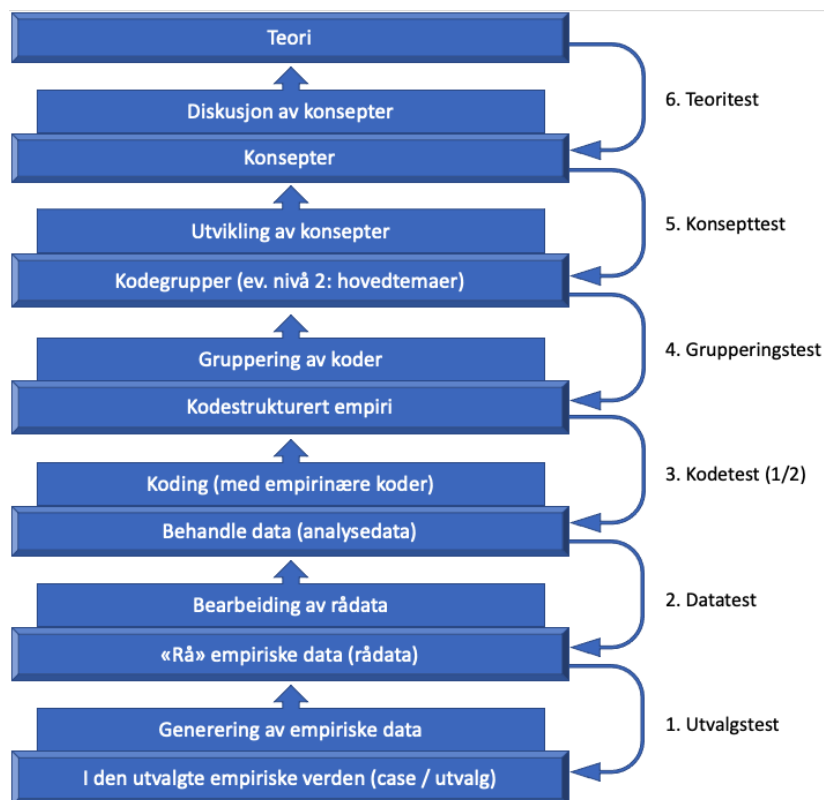 Teori
Diskusjon av konsepter
6. Teoritest
Konsepter
Utvikling av konsepter
5. Konsepttest
Kodegrupper (ev. nivå 2: hovedtemaer)
Gruppering av koder
4. Grupperingstest
Kodestrukturert empiri
Koding (med empirinære koder)
3. Kodetest (1/2)
Behandle data (analysedata)
Bearbeiding av rådata
2. Datatest
«Rå» empiriske data (rådata)
Generering av empiriske data
1. Utvalgstest
I den utvalgte empiriske verden (case / utvalg)